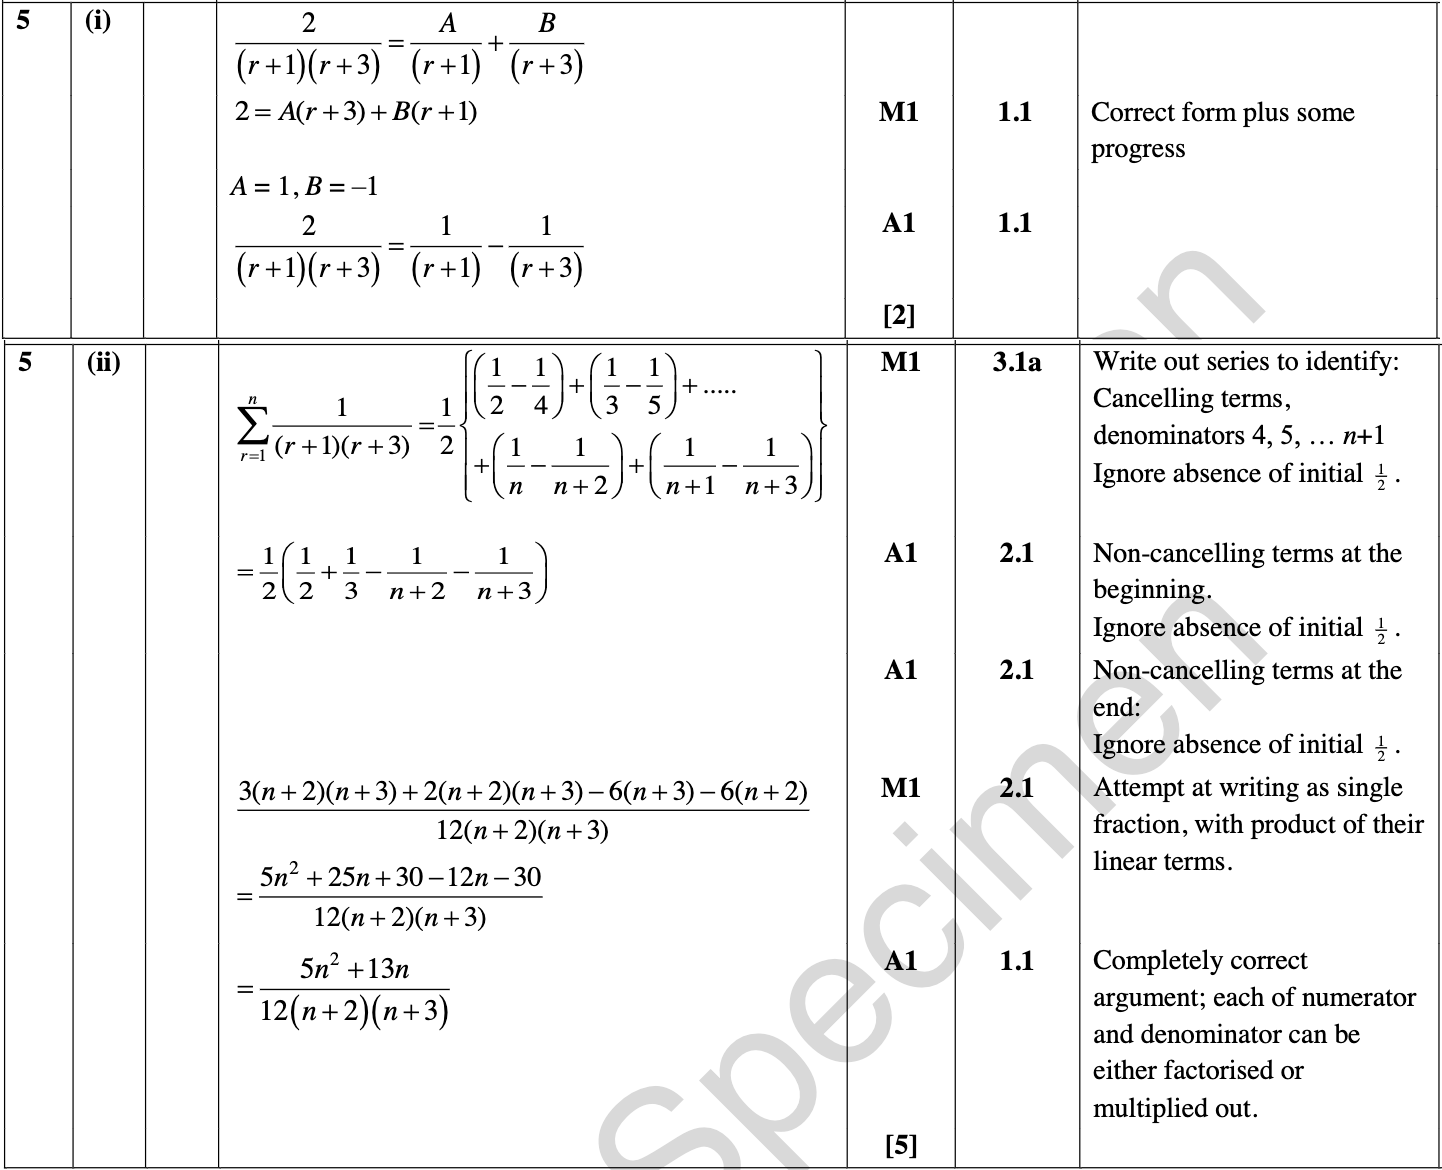 5 (i) \frac{2}{(r+1)(r+3)} = \frac{A}{(r+1)} + \frac{B}{(r+3)}
2 = A(r+3) + B(r+1) M1 1.1 Correct form plus some
progress
A = 1, B = –1
\frac{2}{(r+1)(r+3)} = \frac{1}{(r+1)} - \frac{1}{(r+3)} A1 1.1
[2]
5 (ii) \sum_{r=1}^{n} \frac{1}{(r+1)(r+3)} = \frac{1}{2} \left\{ \left(\frac{1}{2} - \frac{1}{4}\right) + \left(\frac{1}{3} - \frac{1}{5}\right) + ..... M1 3.1a Write out series to identify:
Cancelling terms,
+ \left(\frac{1}{n} - \frac{1}{n+2}\right) + \left(\frac{1}{n+1} - \frac{1}{n+3}\right) \right\} denominators 4, 5, … n+1
Ignore absence of initial \frac{1}{2} .
= \frac{1}{2} \left( \frac{1}{2} + \frac{1}{3} - \frac{1}{n+2} - \frac{1}{n+3} \right) A1 2.1 Non-cancelling terms at the
beginning.
Ignore absence of initial \frac{1}{2} .
A1 2.1 Non-cancelling terms at the
end:
Ignore absence of initial \frac{1}{2} .
\frac{3(n+2)(n+3) + 2(n+2)(n+3) - 6(n+3) - 6(n+2)}{12(n+2)(n+3)} M1 2.1 Attempt at writing as single
fraction, with product of their
linear terms.
= \frac{5n^2 + 25n + 30 - 12n - 30}{12(n+2)(n+3)}
= \frac{5n^2 + 13n}{12(n+2)(n+3)} A1 1.1 Completely correct
argument; each of numerator
and denominator can be
either factorised or
multiplied out.
[5]
Specimen